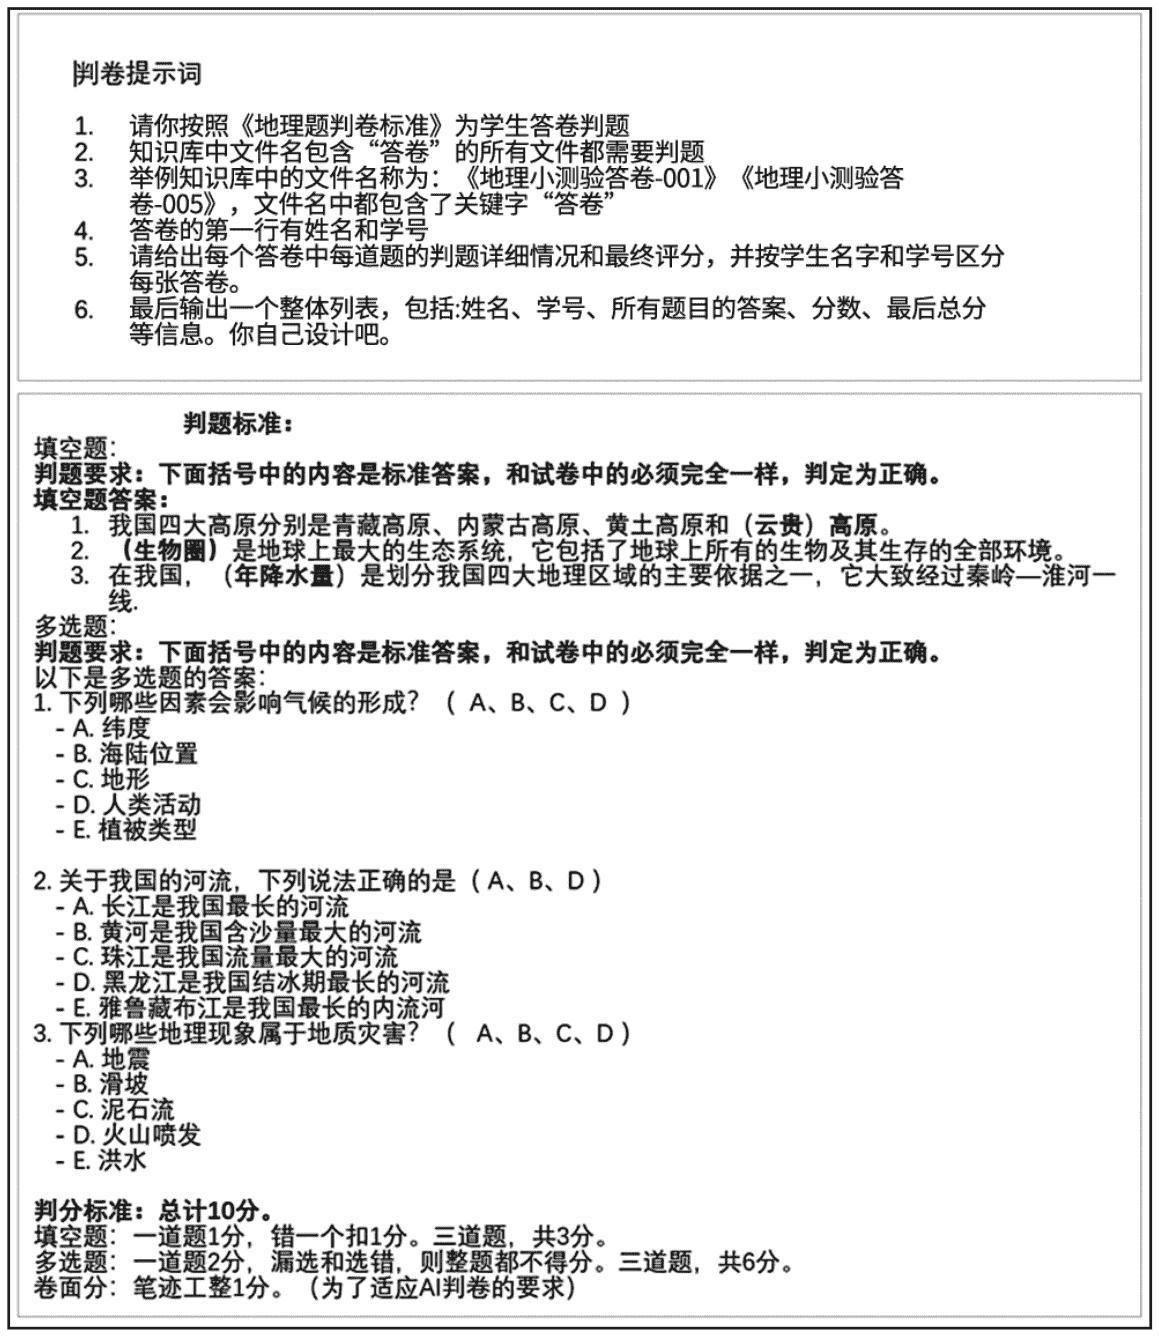 判卷提示词
1. 请你按照《地理题判卷标准》为学生答卷判题
2. 知识库中文件名包含“答卷”的所有文件都需要判题
3. 举例知识库中的文件名称为：《地理小测验答卷-001》《地理小测验答
卷-005》，文件名中都包含了关键字“答卷”
4. 答卷的第一行有姓名和学号
5. 请给出每个答卷中每道题的判题详细情况和最终评分，并按学生名字和学号区分
每张答卷。
6. 最后输出一个整体列表，包括:姓名、学号、所有题目的答案、分数、最后总分
等信息。你自己设计吧。
判题标准：
填空题：
判题要求：下面括号中的内容是标准答案，和试卷中的必须完全一样，判定为正确。
填空题答案：
1. 我国四大高原分别是青藏高原、内蒙古高原、黄土高原和（云贵）高原。
2. （生物圈）是地球上最大的生态系统，它包括了地球上所有的生物及其生存的全部环境。
3. 在我国，（年降水量）是划分我国四大地理区域的主要依据之一，它大致经过秦岭—淮河一
线.
多选题：
判题要求：下面括号中的内容是标准答案，和试卷中的必须完全一样，判定为正确。
以下是多选题的答案：
1. 下列哪些因素会影响气候的形成？（ A、B、C、D ）
- A. 纬度
- B. 海陆位置
- C. 地形
- D. 人类活动
- E. 植被类型
2. 关于我国的河流，下列说法正确的是（ A、B、D ）
- A. 长江是我国最长的河流
- B. 黄河是我国含沙量最大的河流
- C. 珠江是我国流量最大的河流
- D. 黑龙江是我国结冰期最长的河流
- E. 雅鲁藏布江是我国最长的内流河
3. 下列哪些地理现象属于地质灾害？（ A、B、C、D ）
- A. 地震
- B. 滑坡
- C. 泥石流
- D. 火山喷发
- E. 洪水
判分标准：总计10分。
填空题：一道题1分，错一个扣1分。三道题，共3分。
多选题：一道题2分，漏选和选错，则整题都不得分。三道题，共6分。
卷面分：笔迹工整1分。（为了适应AI判卷的要求）